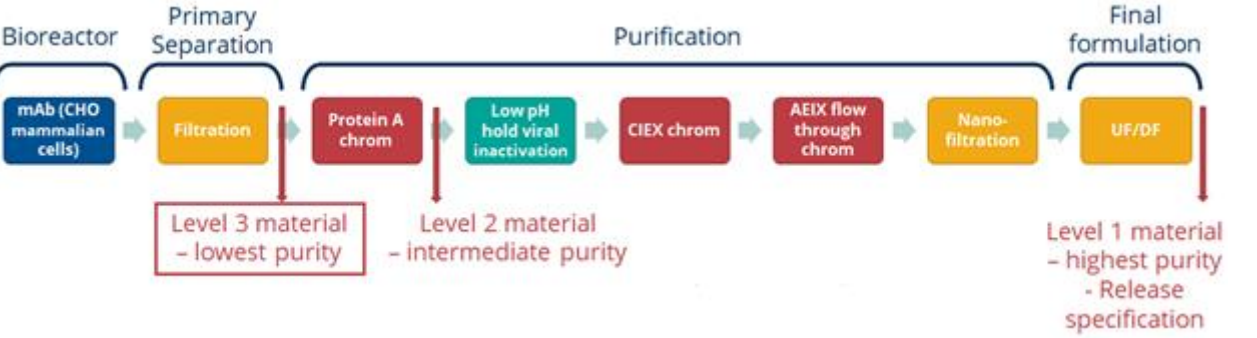 Bioreactor
Primary
Separation
Purification
Final
formulation
mAb (CHO
mammalian
cells)
Filtration
Protein A
chrom
Low pH
hold viral
inactivation
CIEX chrom
AEIX flow
through
chrom
Nano-
filtration
UF/DF
Level 3 material
– lowest purity
Level 2 material
– intermediate purity
Level 1 material
– highest purity
- Release
specification